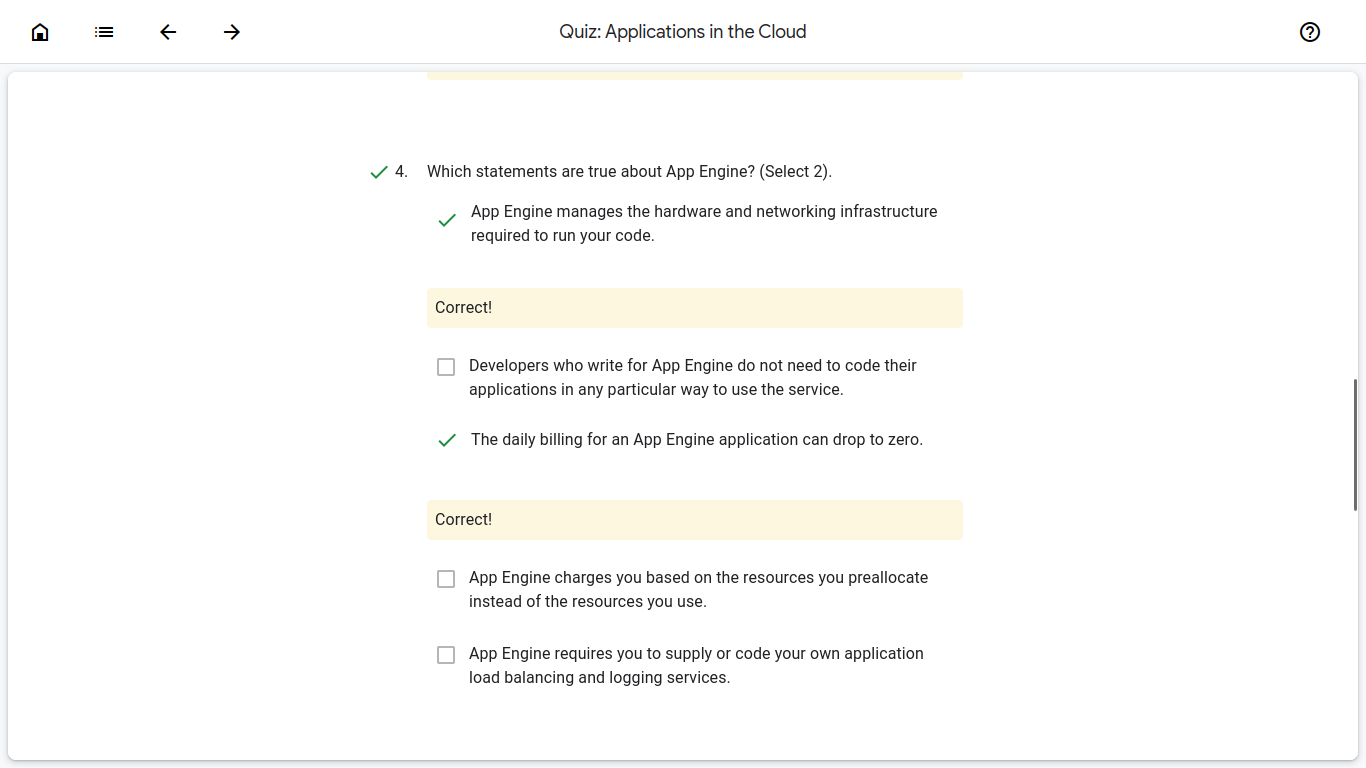 Quiz: Applications in the Cloud
4. Which statements are true about App Engine? (Select 2).
App Engine manages the hardware and networking infrastructure
required to run your code.
Correct!
Developers who write for App Engine do not need to code their
applications in any particular way to use the service.
The daily billing for an App Engine application can drop to zero.
Correct!
App Engine charges you based on the resources you preallocate
instead of the resources you use.
App Engine requires you to supply or code your own application
load balancing and logging services.